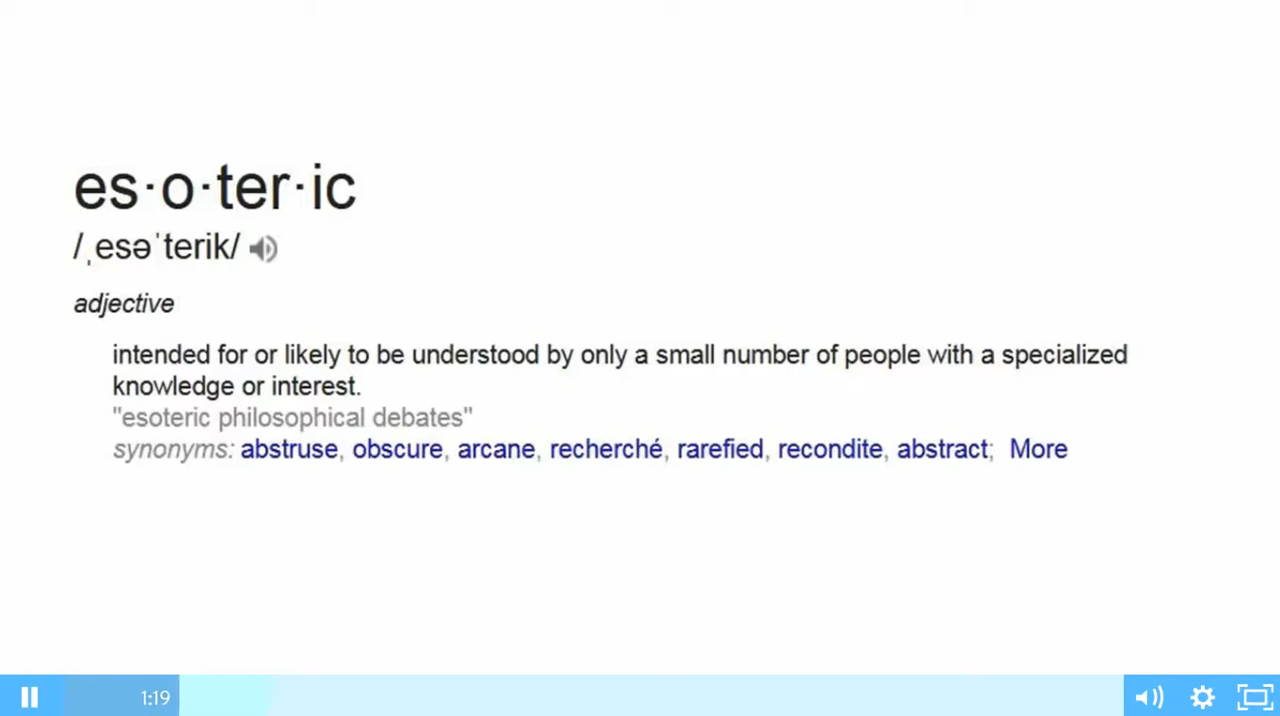 es·o·ter·ic
/ˌesəˈterik/
adjective
intended for or likely to be understood by only a small number of people with a specialized
knowledge or interest.
"esoteric philosophical debates"
synonyms: abstruse, obscure, arcane, recherché, rarefied, recondite, abstract; More
1:19